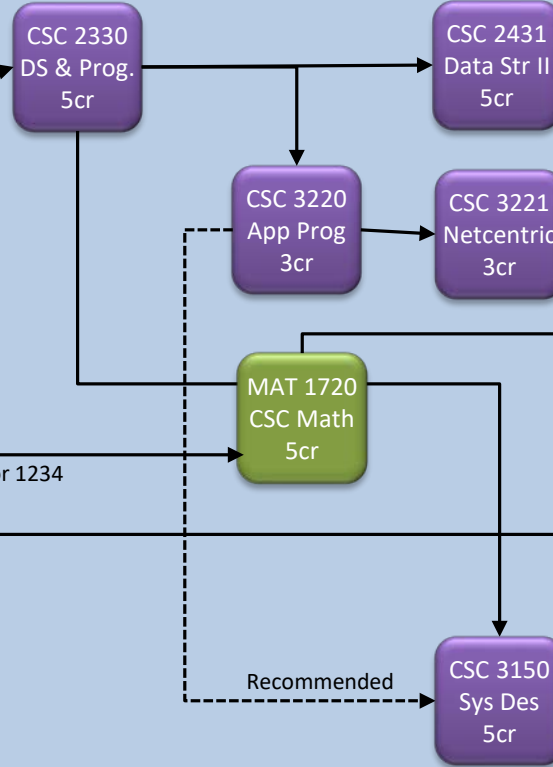 CSC 2330
DS & Prog.
5cr
CSC 2431
Data Str II
5cr
CSC 3220
App Prog
3cr
CSC 3221
Netcentric
3cr
MAT 1720
CSC Math
5cr
1234
Recommended
CSC 3150
Sys Des
5cr